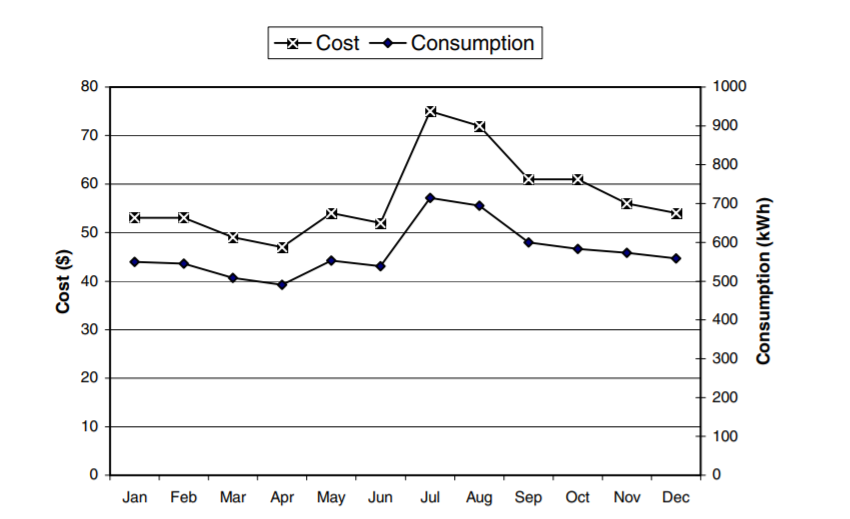 Cost Consumption
80 1000
70 900
60 800
50 700
40 600
30 500
20 400
10 300
0 200
100
0
Cost ($)
Consumption (kWh)
Jan Feb Mar Apr May Jun Jul Aug Sep Oct Nov Dec